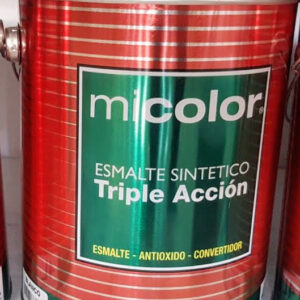 micolor®
ESMALTE SINTETICO
Triple Acción
ESMALTE - ANTIOXIDO - CONVERTIDOR